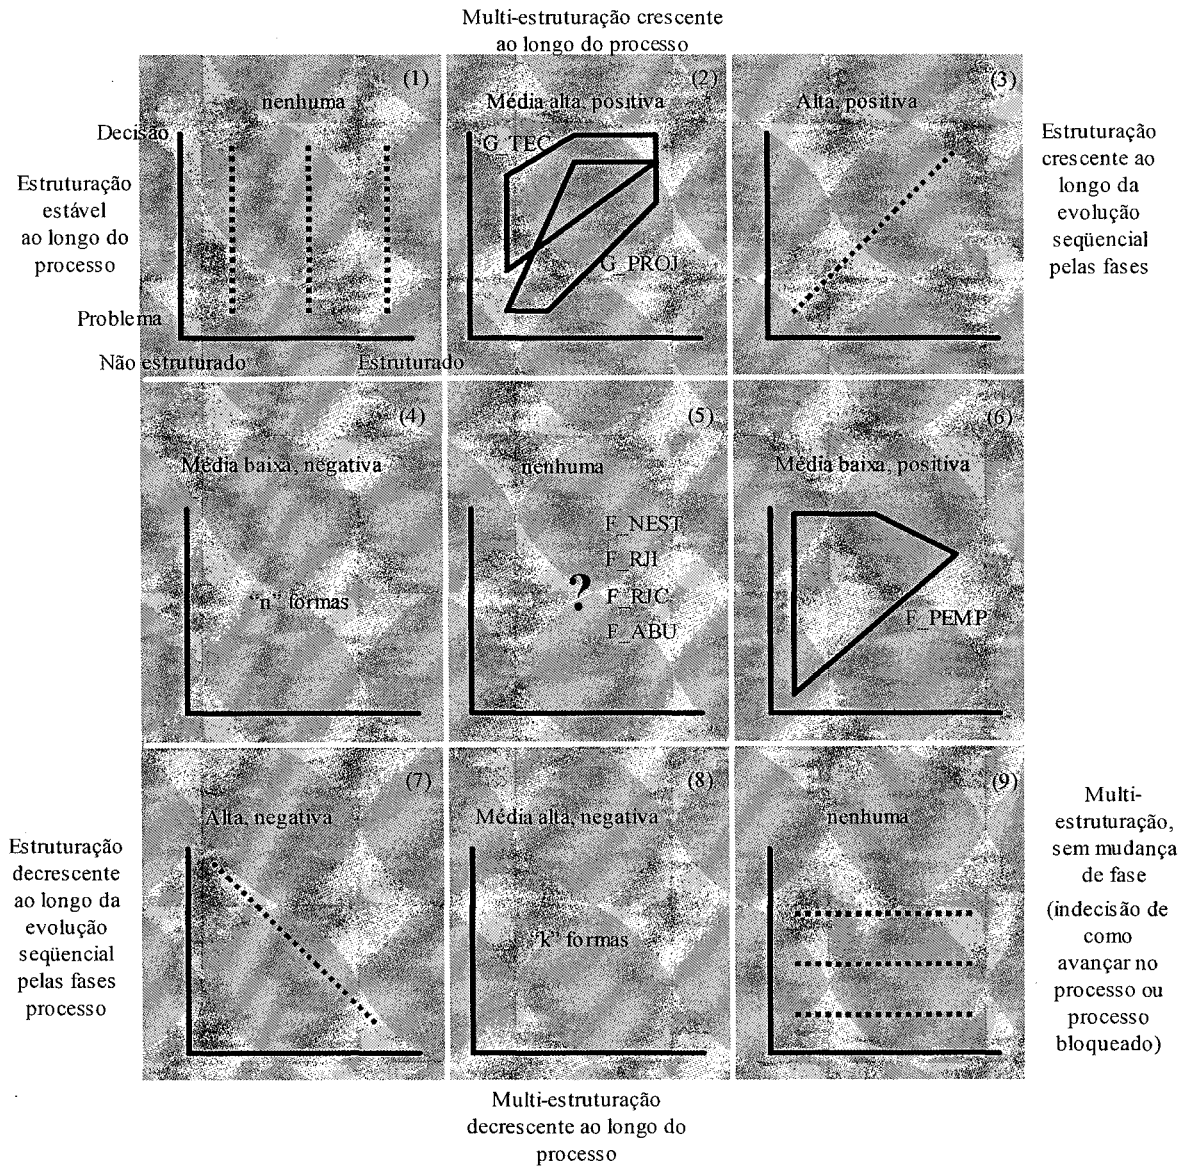 Multi-estruturação crescente
ao longo do processo
(1)
nenhuma
Decisão
Problema
Não estruturado
Estruturado
Estruturação
estável
ao longo do
processo
(2)
Média alta, positiva
G_TEC
G_PROJ
(3)
Alta, positiva
Estruturação
crescente ao
longo da
evolução
seqüencial
pelas fases
(4)
Média baixa, negativa
"n" formas
(5)
nenhuma
?
F_NEST
F_RJI
F_RJC
F_ABU
(6)
Média baixa, positiva
F_PEMP
(7)
Alta, negativa
Estruturação
decrescente
ao longo da
evolução
seqüencial
pelas fases
processo
(8)
Média alta, negativa
"k" formas
(9)
nenhuma
Multi-
estruturação,
sem mudança
de fase
(indecisão de
como
avançar no
processo ou
processo
bloqueado)
Multi-estruturação
decrescente ao longo do
processo